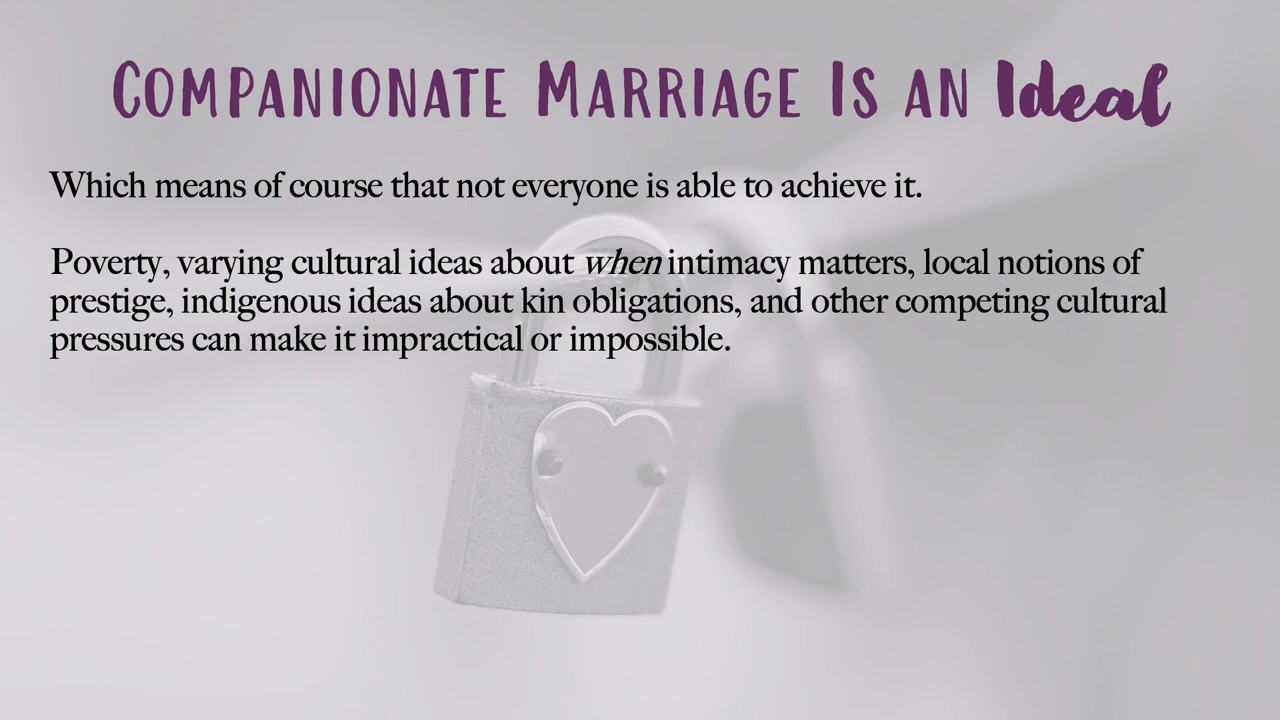 Companionate Marriage Is an Ideal
Which means of course that not everyone is able to achieve it.
Poverty, varying cultural ideas about when intimacy matters, local notions of
prestige, indigenous ideas about kin obligations, and other competing cultural
pressures can make it impractical or impossible.